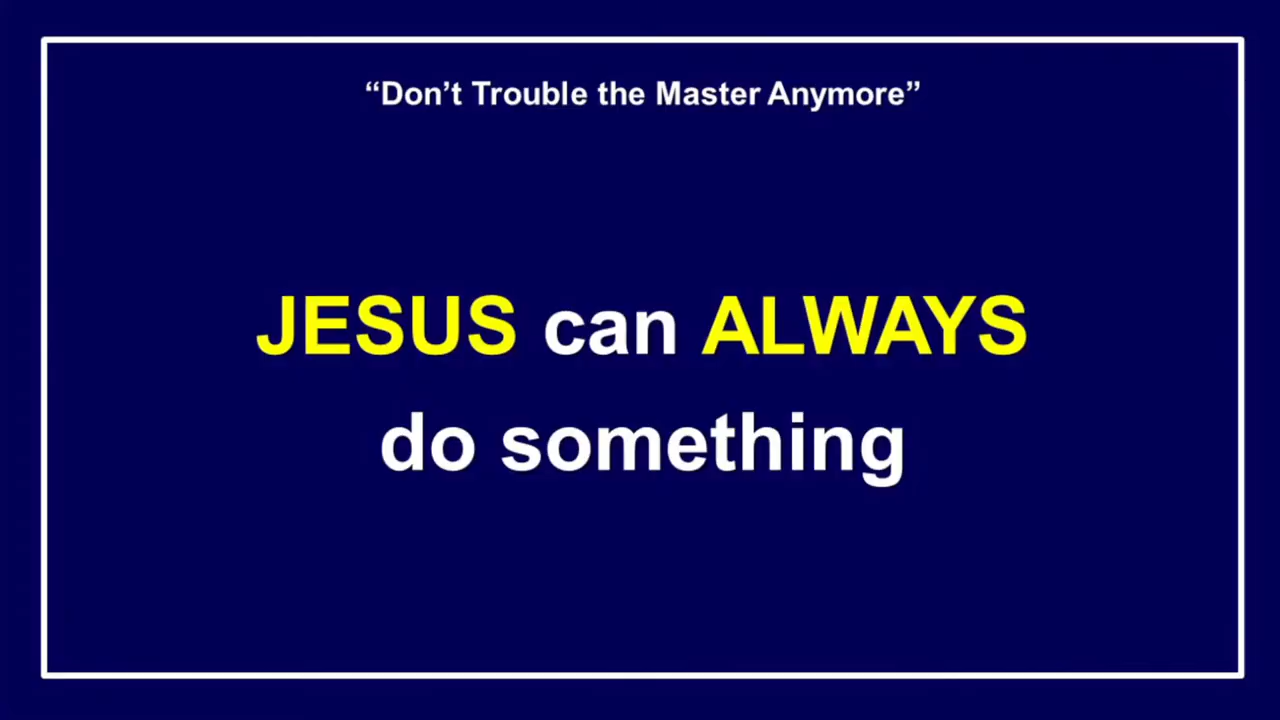 “Don’t Trouble the Master Anymore”
JESUS can ALWAYS
do something